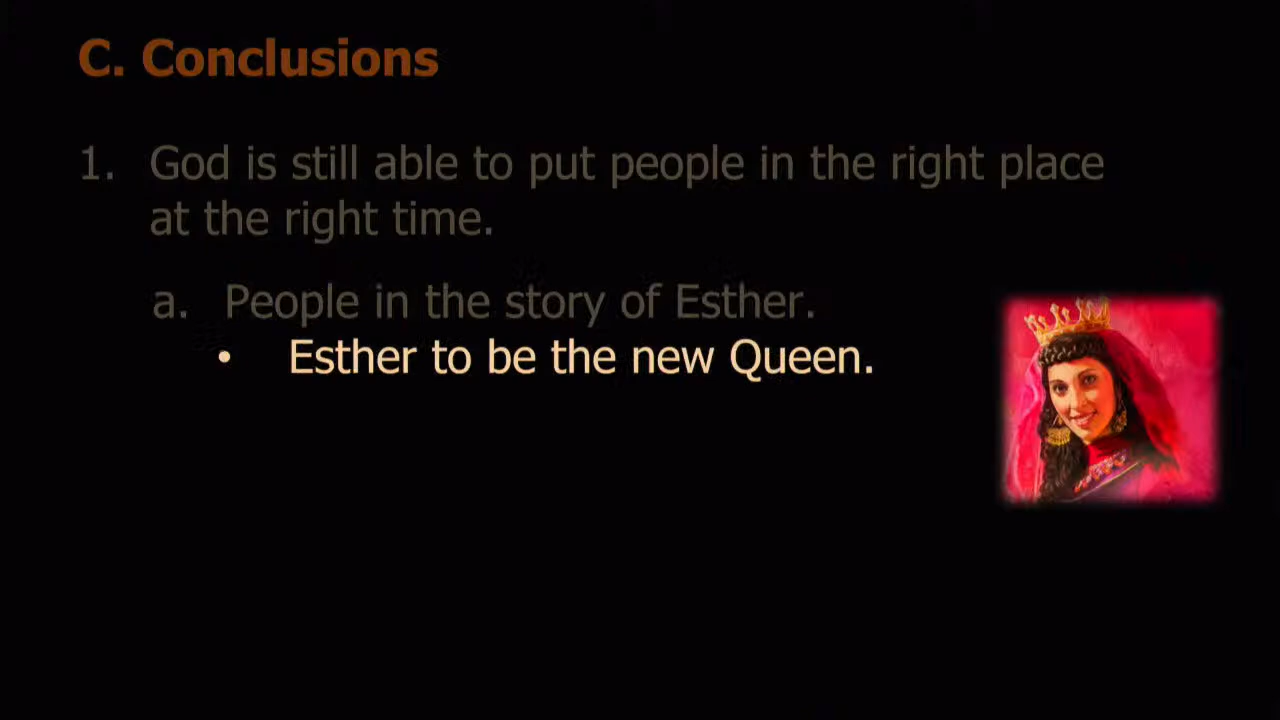 C. Conclusions
1. God is still able to put people in the right place
at the right time.
a. People in the story of Esther.
• Esther to be the new Queen.